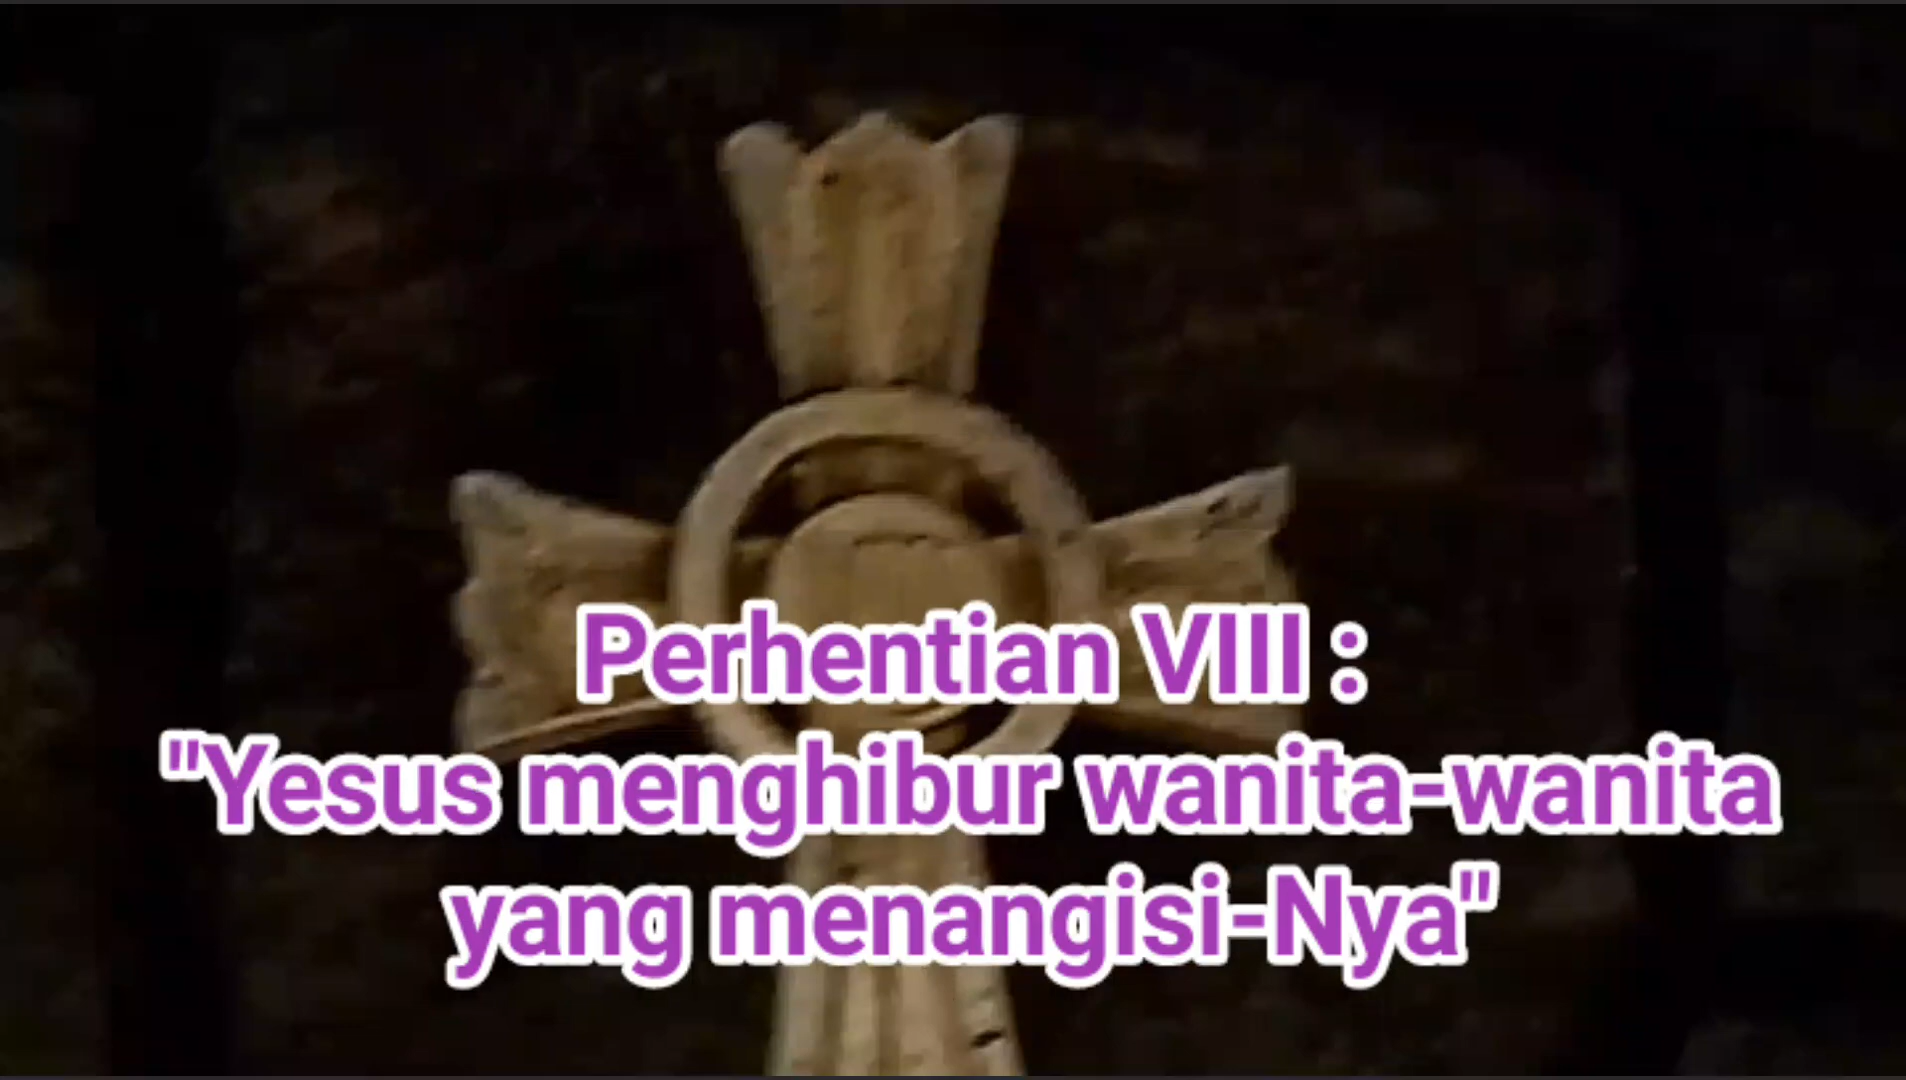 Perhentian VIII :
"Yesus menghibur wanita-wanita
yang menangisi-Nya"